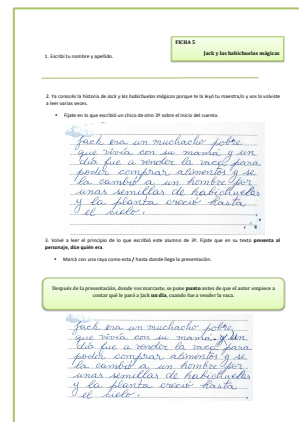 FICHA 5
Jack y las habichuelas mágicas
1. Escribí tu nombre y apellido.
2. Ya conocés la historia de Jack y las habichuelas mágicas porque te la leyó tu maestra/o y vos la volviste
a leer varias veces.
• Fijate en lo que escribió un chico de otro 3º sobre el inicio del cuento.
Jack era un muchacho pobre
que vivía con su mamá y un
día fue a vender la vaca para
poder comprar alimentos y se
la cambió a un hombre por
unas semillas de habichuelas
y la planta creció hasta
el cielo.
3. Volvé a leer el principio de lo que escribió este alumno de 3º. Fijate que en su texto presenta al
personaje, dice quién era.
• Marcá con una raya como esta / hasta donde llega la presentación.
Después de la presentación, donde vos marcaste, se pone punto antes de que el autor empiece a
contar qué le pasó a Jack un día, cuando fue a vender la vaca.
Jack era un muchacho pobre
que vivía con su mamá. y un
día fue a vender la vaca para
poder comprar alimentos y se
la cambió a un hombre por
unas semillas de habichuelas
y la planta creció hasta
el cielo.